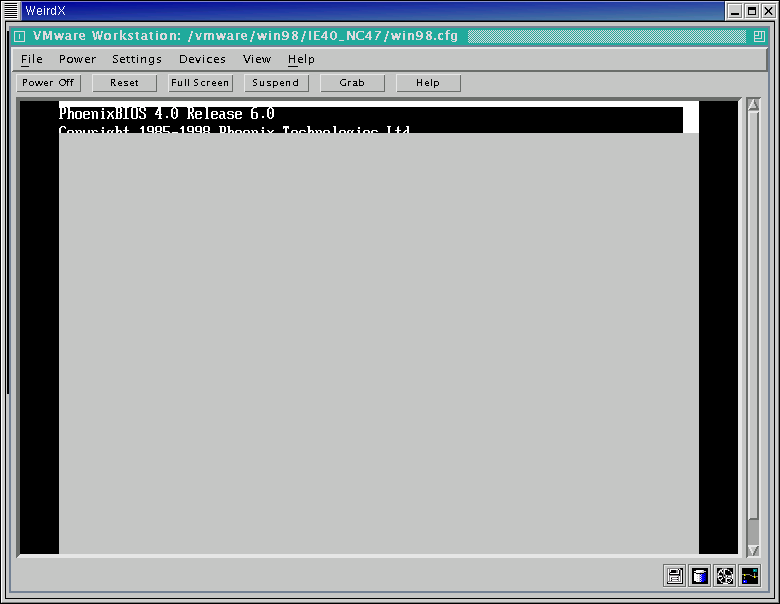 WeirdX
VMware Workstation: /vmware/win98/IE40_NC47/win98.cfg
File Power Settings Devices View Help
Power Off Reset Full Screen Suspend Grab Help
PhoenixBIOS 4.0 Release 6.0
Copyright 1985-1998 Phoenix Technologies Ltd